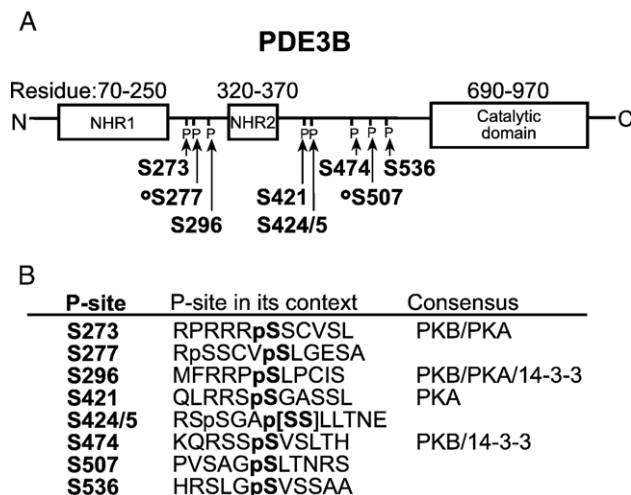 A
PDE3B
Residue:70-250 320-370 690-970
N NHR1 NHR2 Catalytic domain C
P P P P P P P P
S273 S474 S536
°S277 S421 °S507
S296 S424/5
B
P-site P-site in its context Consensus
S273 RPRRRpSSCVSL PKB/PKA
S277 RpSSCVpSLGESA
S296 MFRRPpSLPCIS PKB/PKA/14-3-3
S421 QLRRSpSGASSL PKA
S424/5 RSpSGAp[SS]LLTNE
S474 KQRSSpSVSLTH PKB/14-3-3
S507 PVSAGpSLTNRS
S536 HRSLGpSVSSAA